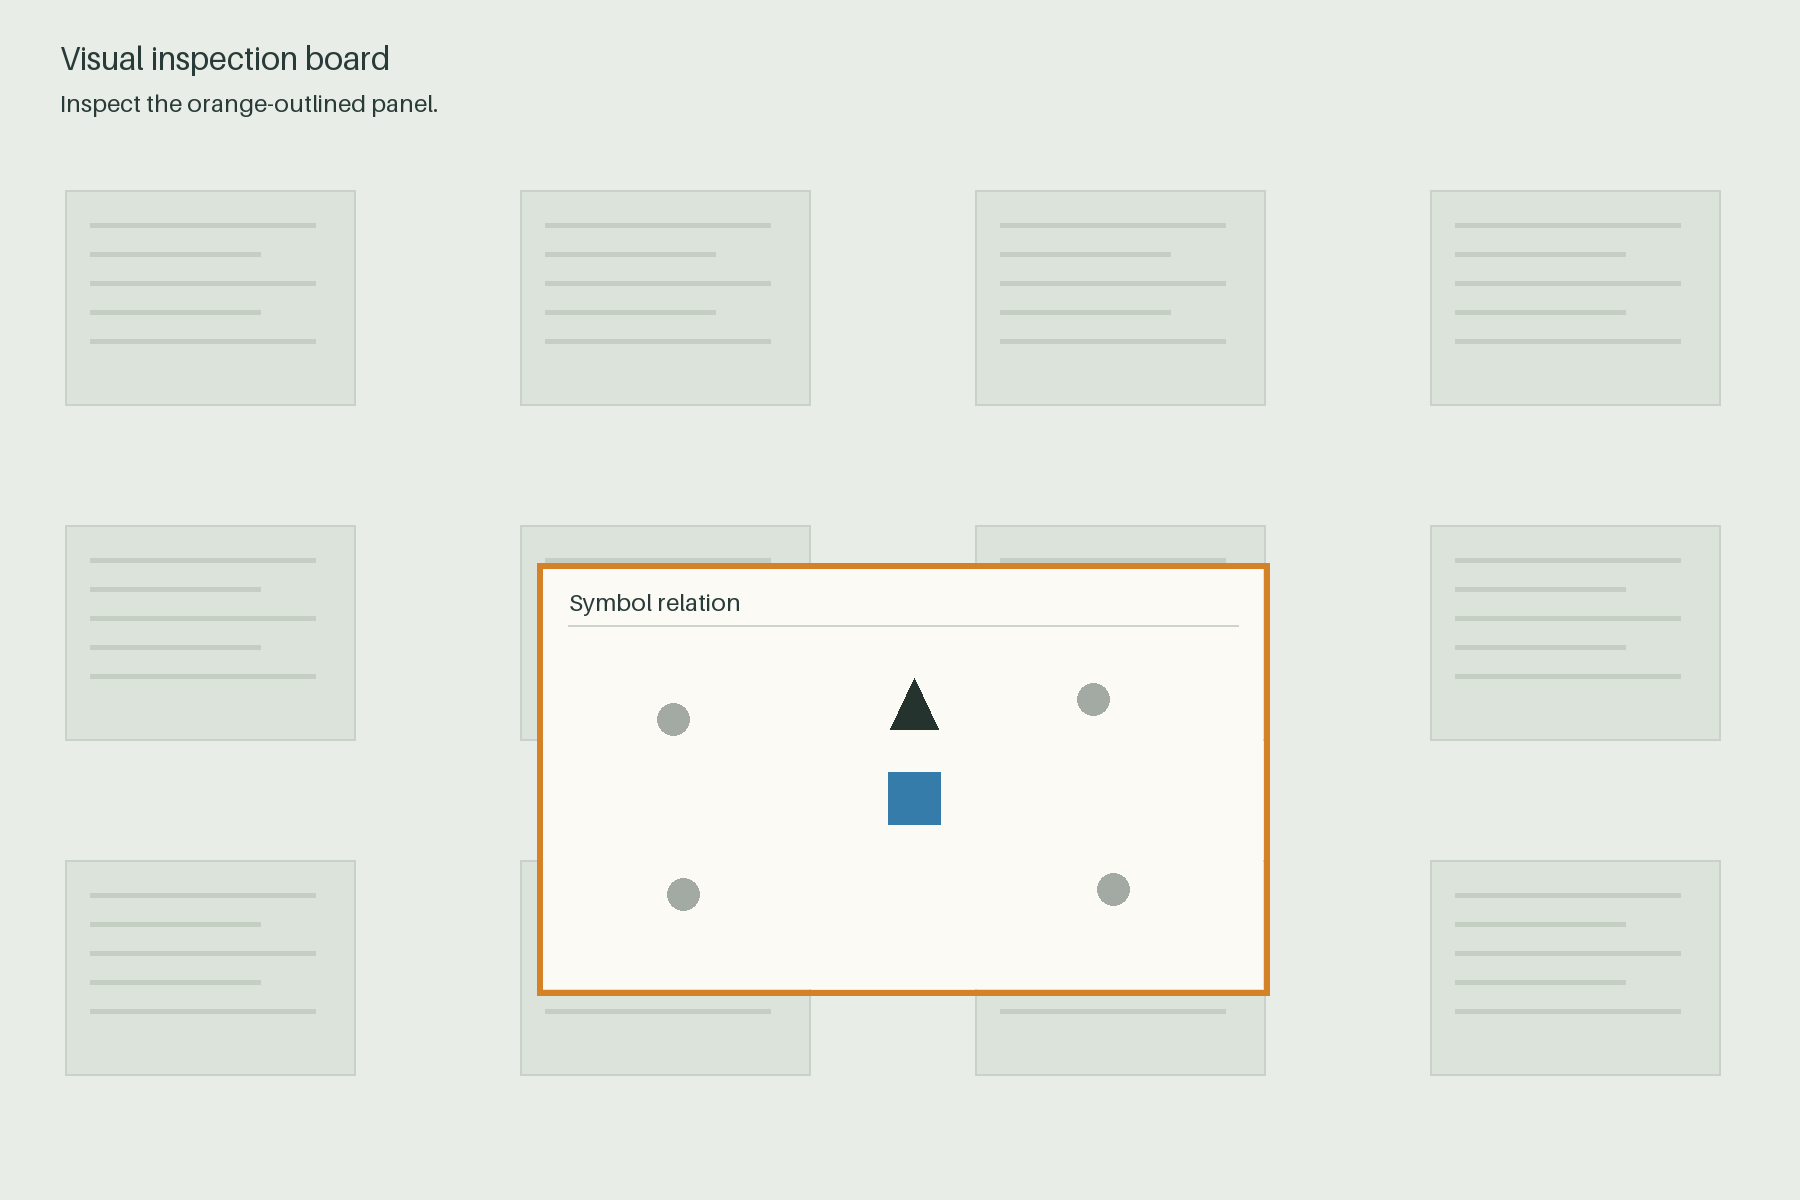 Visual inspection board
Inspect the orange-outlined panel.
Symbol relation